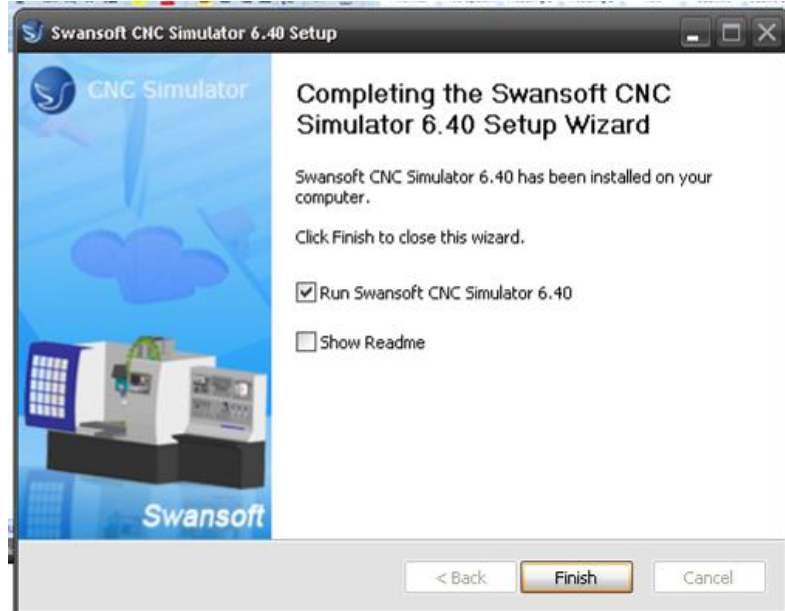 Swansoft CNC Simulator 6.40 Setup
CNC Simulator
Completing the Swansoft CNC
Simulator 6.40 Setup Wizard
Swansoft CNC Simulator 6.40 has been installed on your
computer.
Click Finish to close this wizard.
Run Swansoft CNC Simulator 6.40
Show Readme
Swansoft
< Back
Finish
Cancel